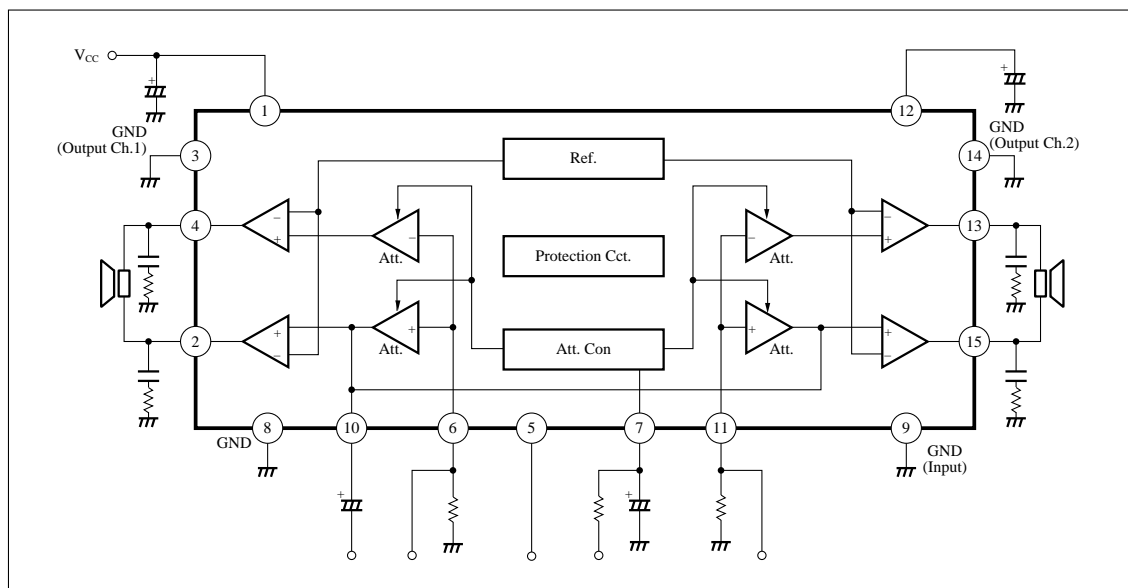 V_CC
+
+
1
12
GND
(Output Ch.1)
GND
(Output Ch.2)
3
14
Ref.
4
−
+
−
Att.
−
Att.
−
+
13
Protection Cct.
2
+
−
+
Att.
Att. Con
+
Att.
+
−
15
8
10
6
5
7
11
9
GND
GND
(Input)
+
+